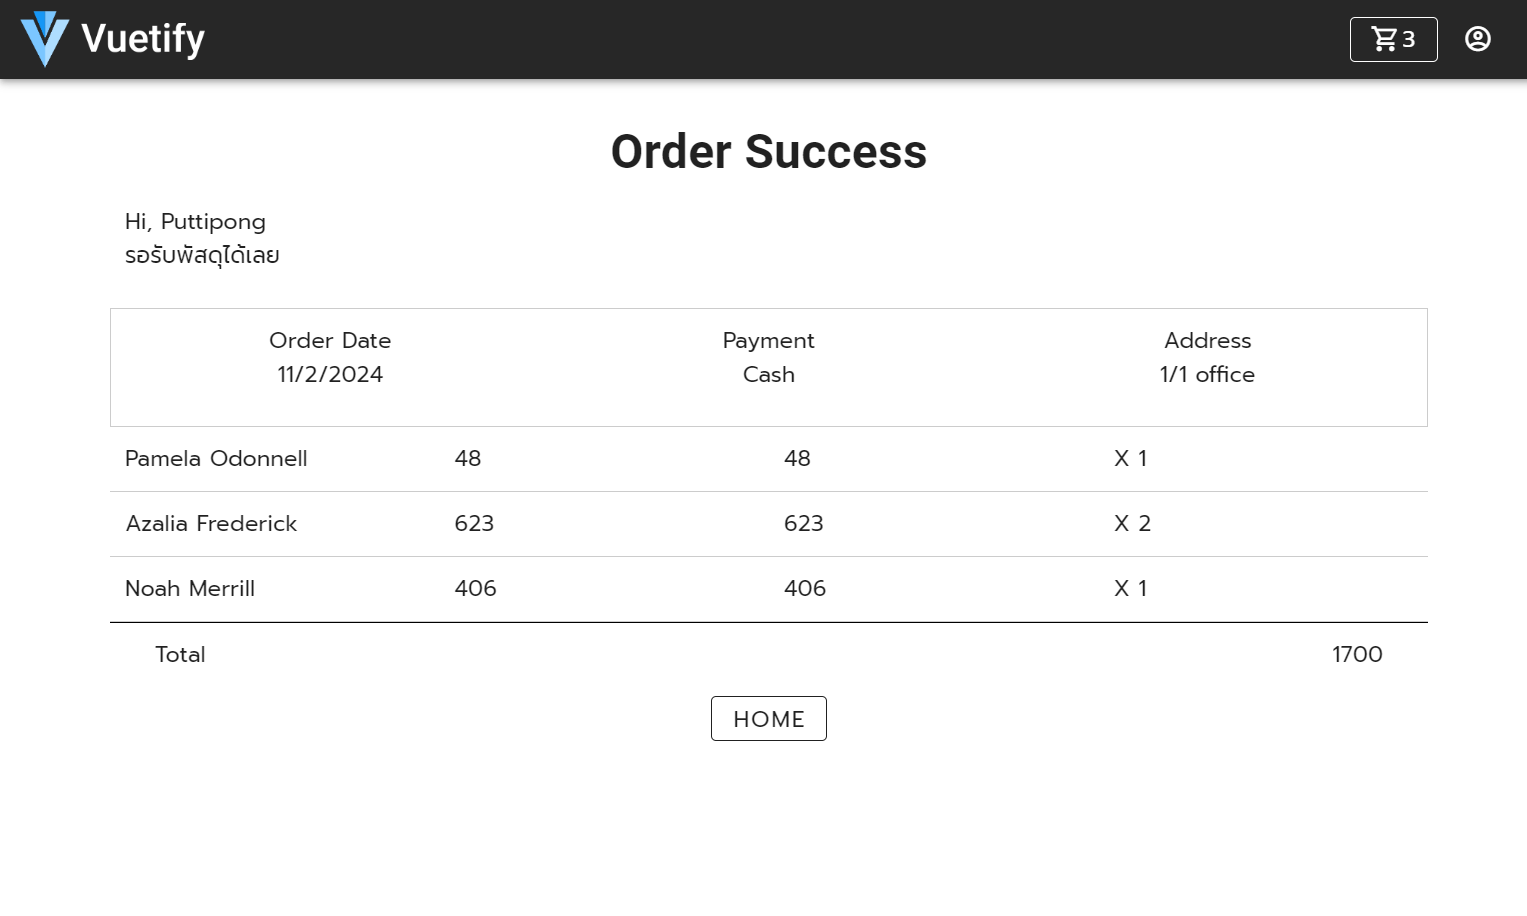 Vuetify 3
Order Success
Hi, Puttipong
รอรับพัสดุได้เลย
Order Date Payment Address
11/2/2024 Cash 1/1 office
Pamela Odonnell 48 48 X 1
Azalia Frederick 623 623 X 2
Noah Merrill 406 406 X 1
Total 1700
HOME